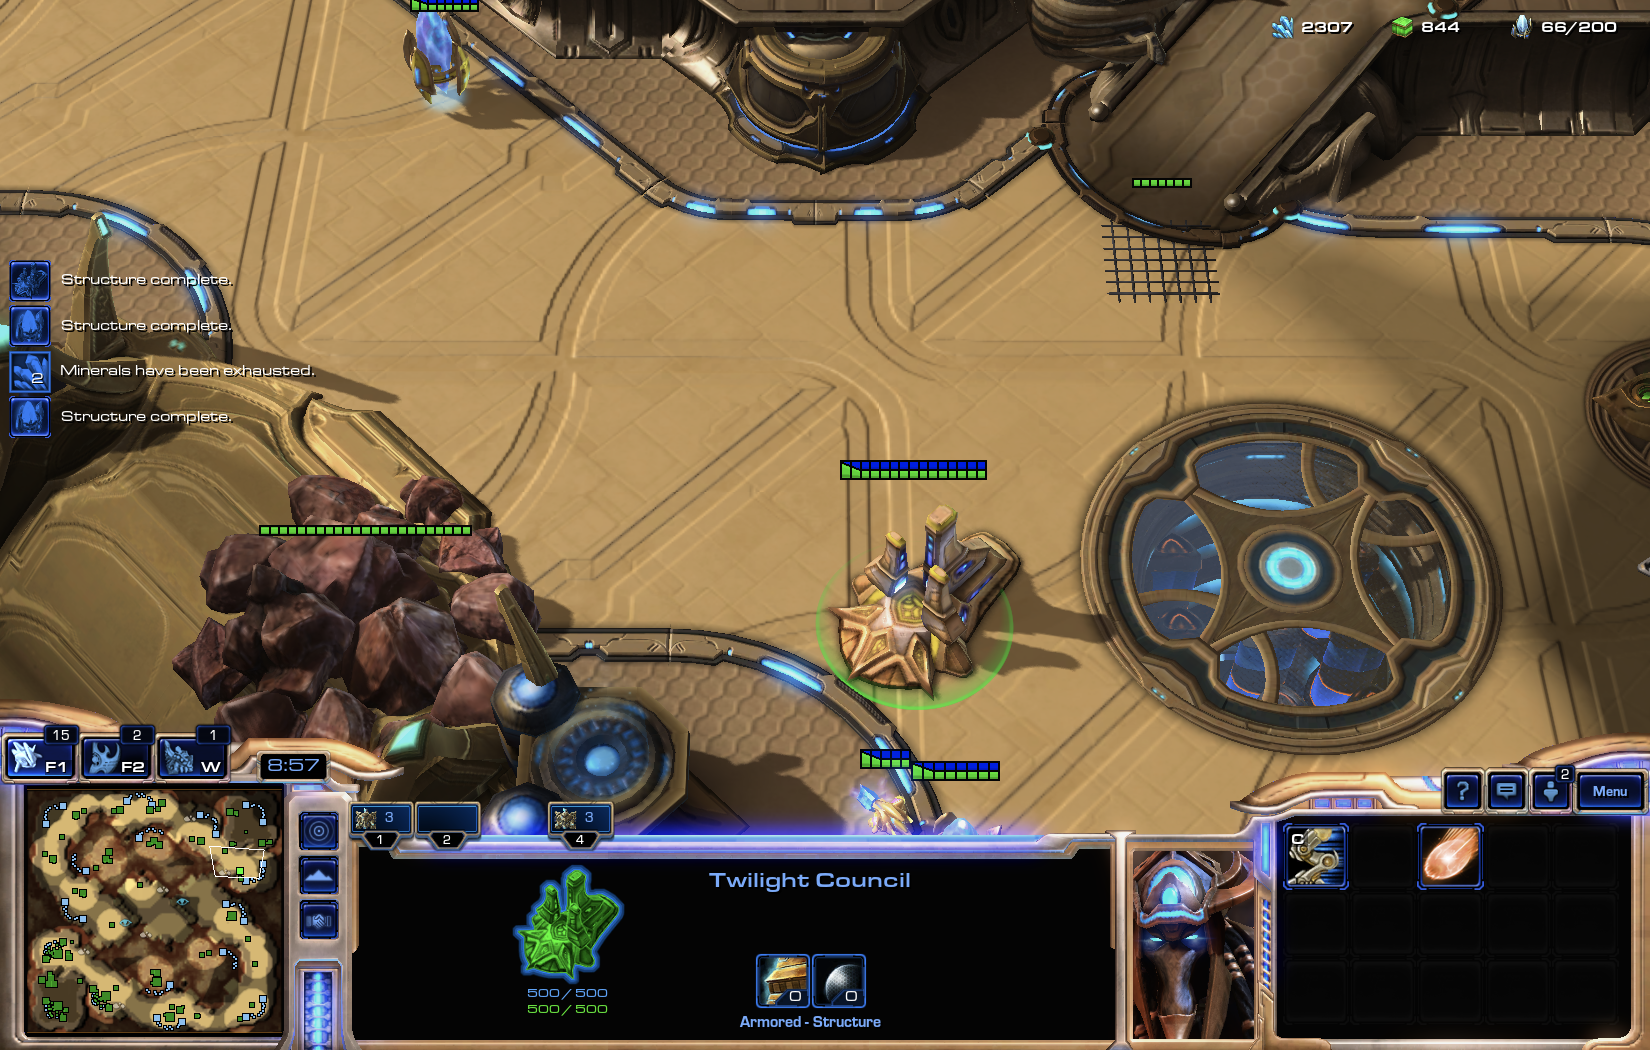 2307 844 66/200
Structure complete.
Structure complete.
2 Minerals have been exhausted.
Structure complete.
15 2 1
F1 F2 W 8:57
2
? Menu
3 3
1 2 4
C
Twilight Council
500/500
500/500
0 0
Armored - Structure